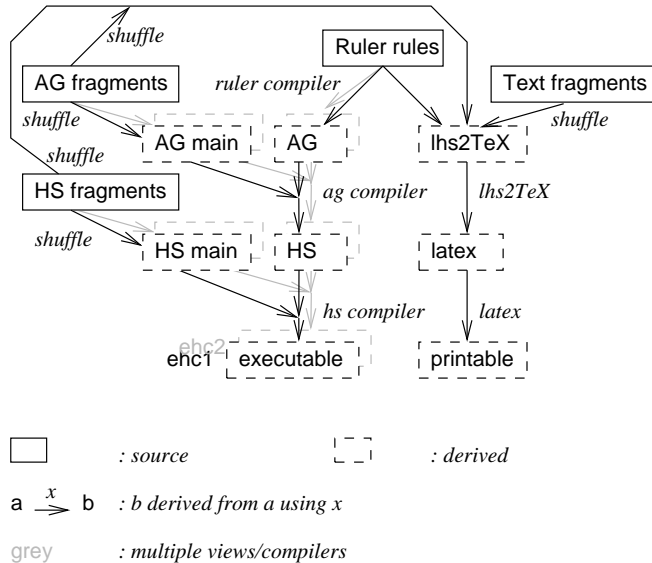 shuffle
Ruler rules
AG fragments
ruler compiler
Text fragments
shuffle
shuffle
AG main
AG
lhs2TeX
shuffle
HS fragments
ag compiler
lhs2TeX
shuffle
HS main
HS
latex
hs compiler
latex
ehc2
ehc1
executable
printable
: source
: derived
a x b : b derived from a using x
grey : multiple views/compilers